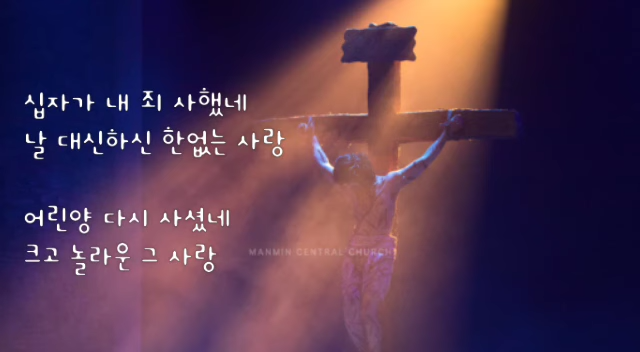 십자가 내 죄 사했네
날 대신하신 한없는 사랑
어린양 다시 사셨네
크고 놀라운 그 사랑
MANMIN CENTRAL CHURCH